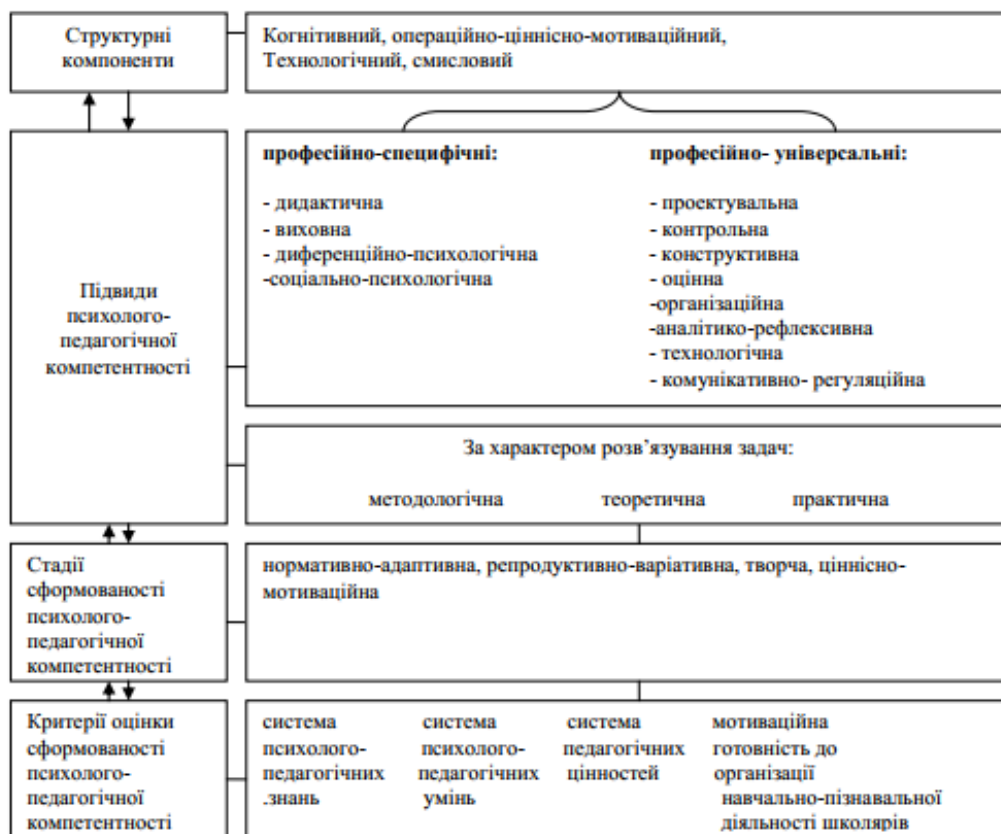 Структурні
компоненти
Когнітивний, операційно-ціннісно-мотиваційний,
Технологічний, смисловий
Підвиди
психолого-
педагогічної
компетентності
професійно-специфічні:
- дидактична
- виховна
- диференційно-психологічна
-соціально-психологічна
професійно- універсальні:
- проектувальна
- контрольна
- конструктивна
- оцінна
-організаційна
-аналітико-рефлексивна
- технологічна
- комунікативно- регуляційна
За характером розв’язування задач:
методологічна теоретична практична
Стадії
сформованості
психолого-
педагогічної
компетентності
нормативно-адаптивна, репродуктивно-варіативна, творча, ціннісно-
мотиваційна
Критерії оцінки
сформованості
психолого-
педагогічної
компетентності
система
психолого-
педагогічних
.знань
система
психолого-
педагогічних
умінь
система
педагогічних
цінностей
мотиваційна
готовність до
організації
навчально-пізнавальної
діяльності школярів